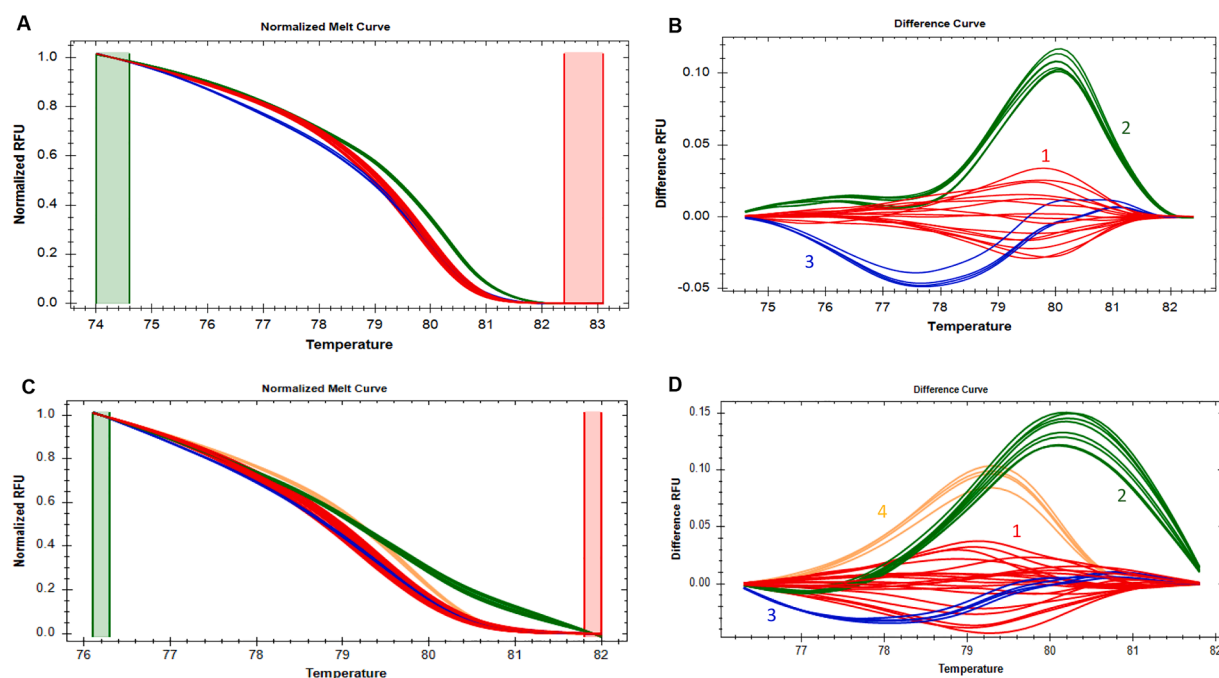 A
Normalized Melt Curve
Normalized RFU
1.0
0.8
0.6
0.4
0.2
0.0
74 75 76 77 78 79 80 81 82 83
Temperature
B
Difference Curve
Difference RFU
0.10
0.05
0.00
-0.05
2
1
3
75 76 77 78 79 80 81 82
Temperature
C
Normalized Melt Curve
Normalized RFU
1.0
0.8
0.6
0.4
0.2
0.0
76 77 78 79 80 81 82
Temperature
D
Difference Curve
Difference RFU
0.15
0.10
0.05
0.00
4
2
1
3
77 78 79 80 81 82
Temperature